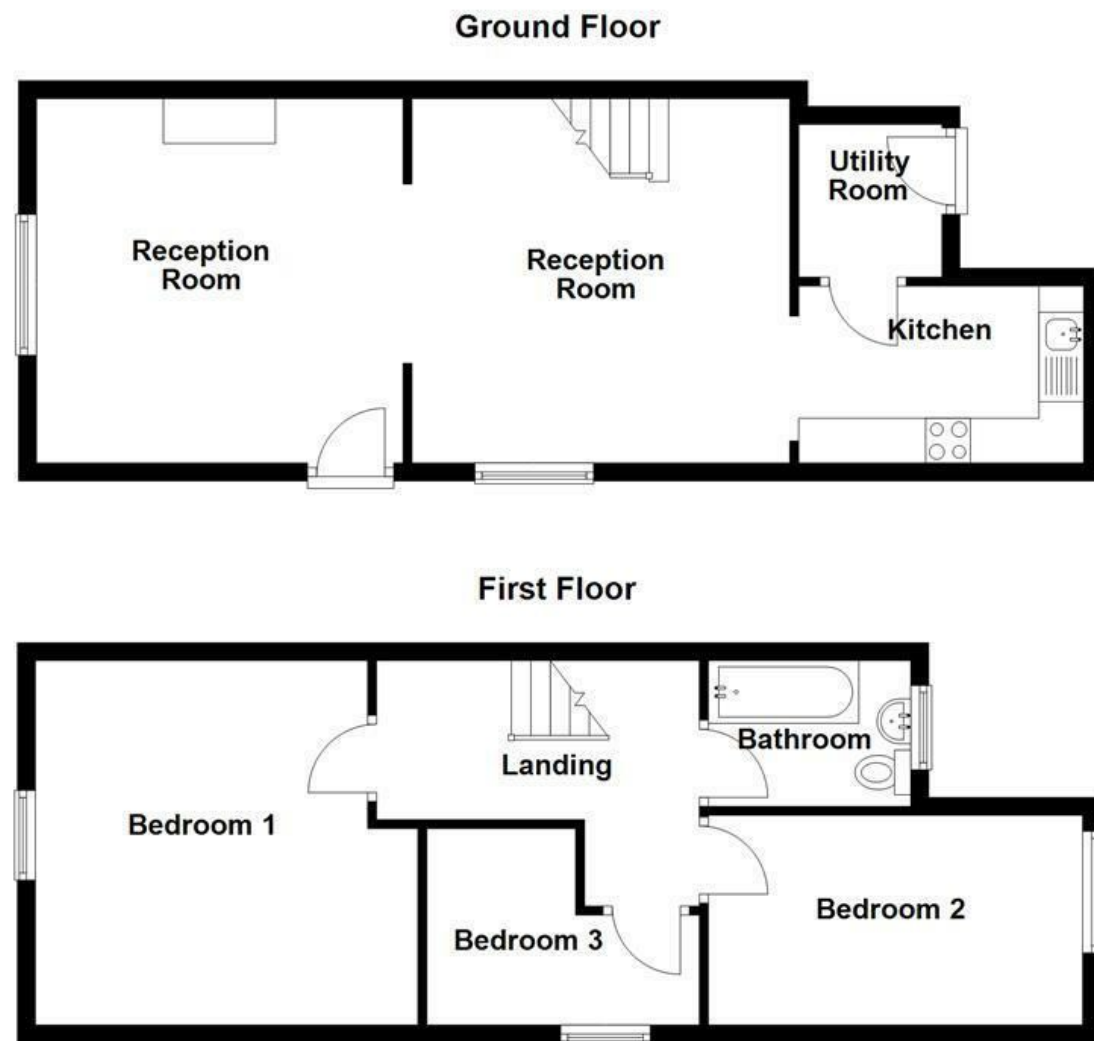 Ground Floor
Reception
Room
Reception
Room
Utility
Room
Kitchen
First Floor
Bedroom 1
Landing
Bathroom
Bedroom 3
Bedroom 2